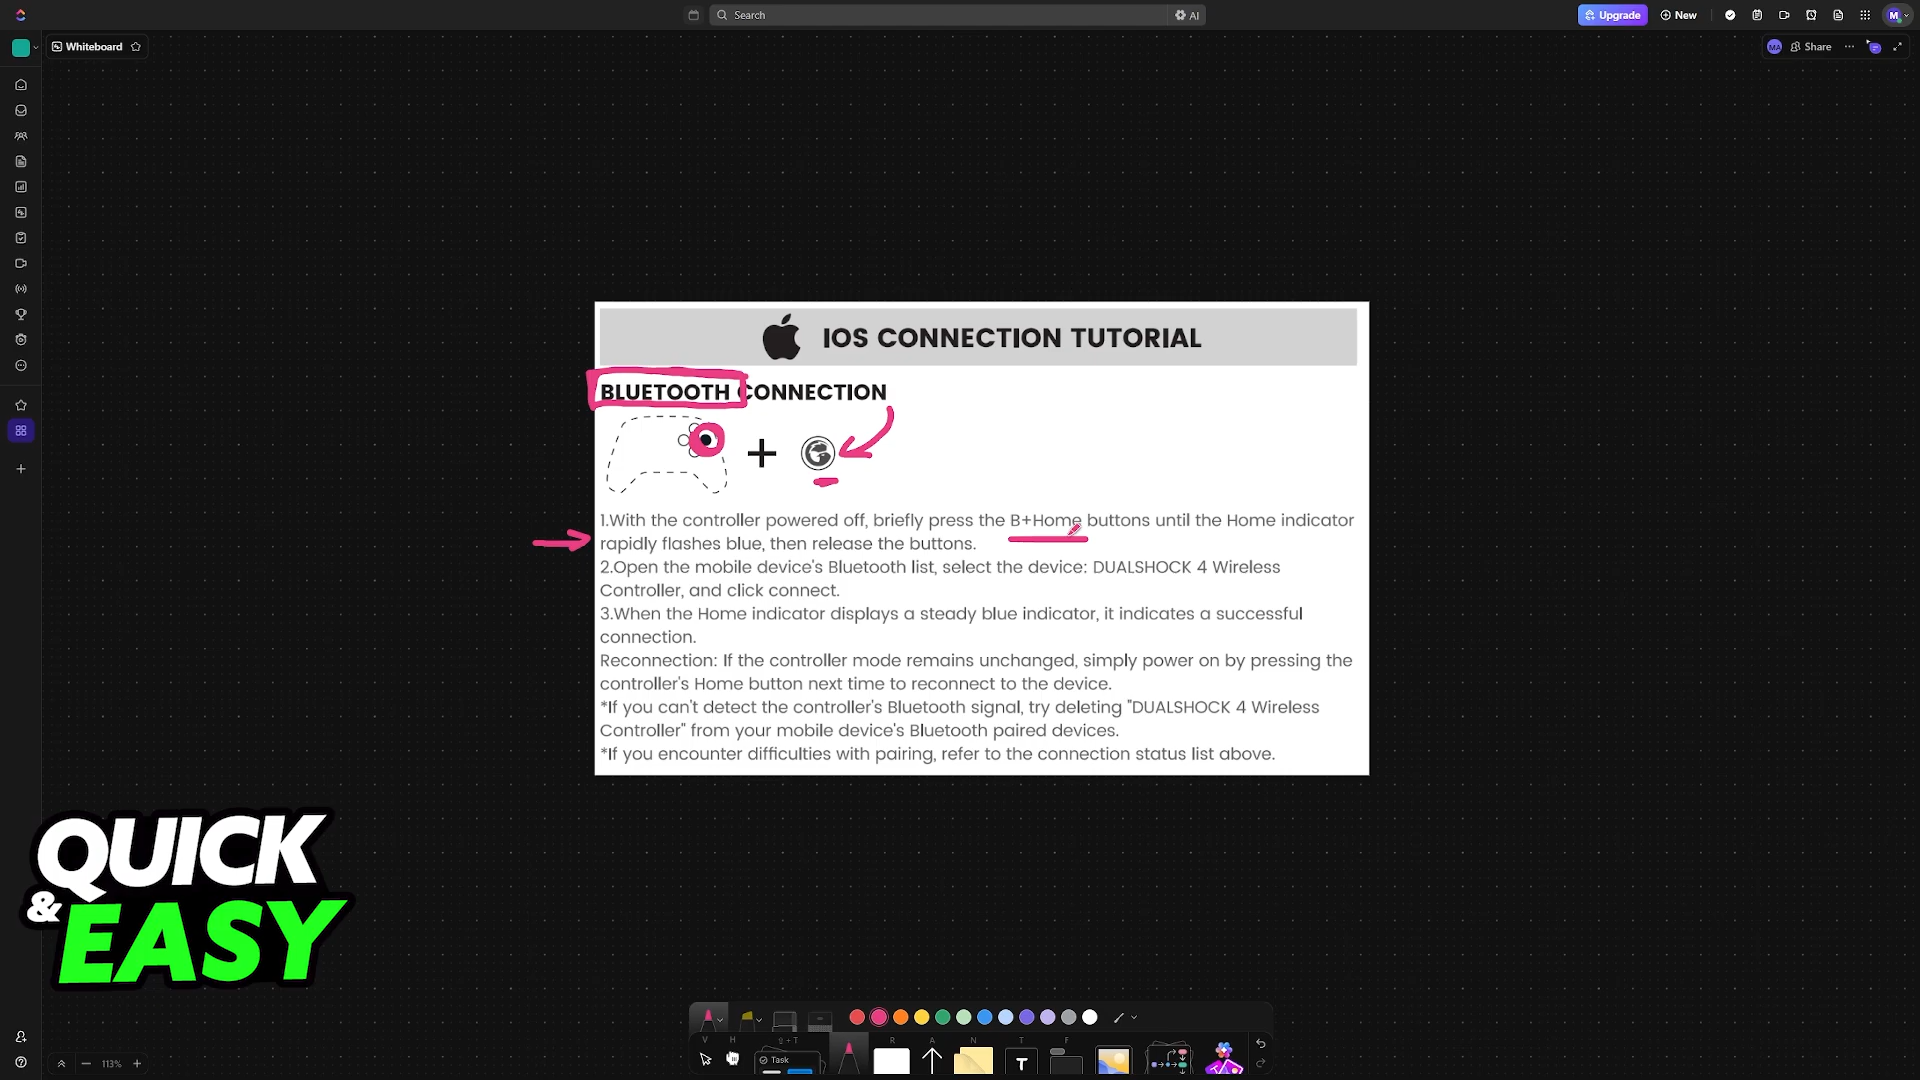 Search
AI
Upgrade
New
M
Whiteboard
MA
Share
IOS CONNECTION TUTORIAL
BLUETOOTH CONNECTION
+
1.With the controller powered off, briefly press the B+Home buttons until the Home indicator
rapidly flashes blue, then release the buttons.
2.Open the mobile device's Bluetooth list, select the device: DUALSHOCK 4 Wireless
Controller, and click connect.
3.When the Home indicator displays a steady blue indicator, it indicates a successful
connection.
Reconnection: If the controller mode remains unchanged, simply power on by pressing the
controller's Home button next time to reconnect to the device.
*If you can't detect the controller's Bluetooth signal, try deleting "DUALSHOCK 4 Wireless
Controller" from your mobile device's Bluetooth paired devices.
*If you encounter difficulties with pairing, refer to the connection status list above.
QUICK
& EASY
V H ⇧+T R A N T F
Task
T
113%